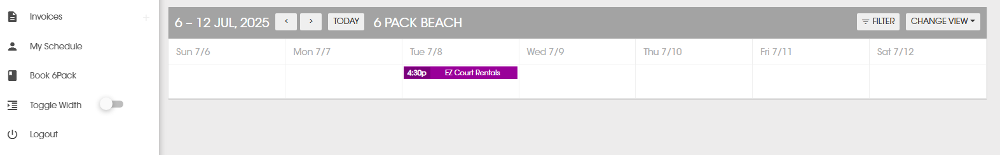 Invoices
My Schedule
Book 6Pack
Toggle Width
Logout
6 – 12 JUL, 2025 < > TODAY 6 PACK BEACH FILTER CHANGE VIEW
Sun 7/6 Mon 7/7 Tue 7/8 Wed 7/9 Thu 7/10 Fri 7/11 Sat 7/12
4:30p EZ Court Rentals